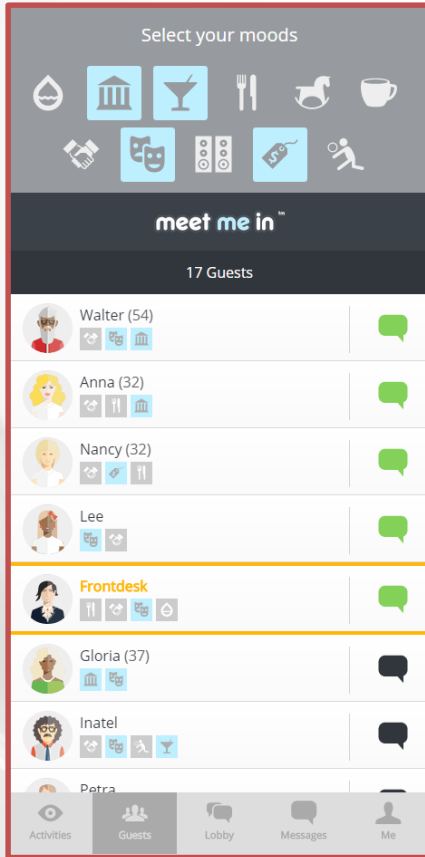 Select your moods
meet me in™
17 Guests
Walter (54)
Anna (32)
Nancy (32)
Lee
Frontdesk
Gloria (37)
Inatel
Petra
Activities
Guests
Lobby
Messages
Me